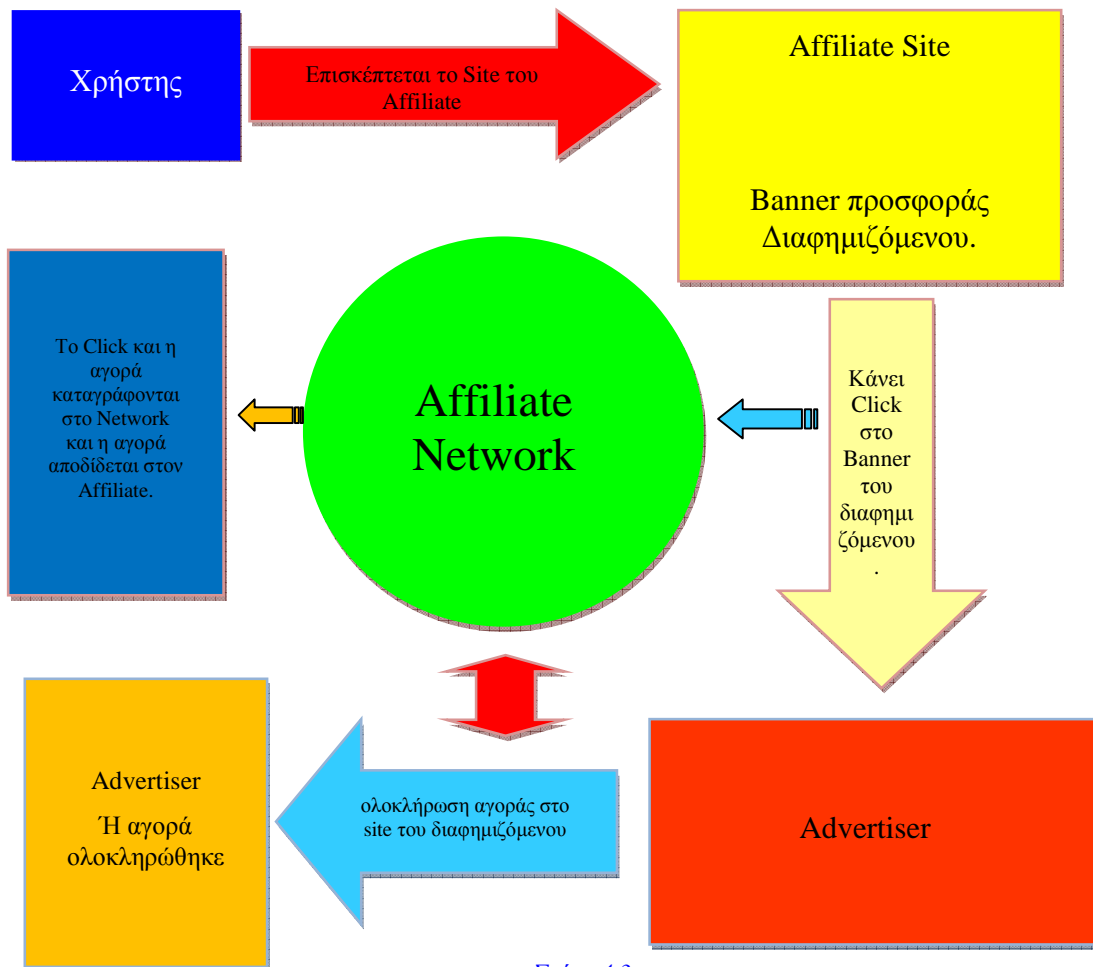 Χρήστης
Επισκέπτεται το Site του
Affiliate
Affiliate Site
Banner προσφοράς
Διαφημιζόμενου.
Το Click και η
αγορά
καταγράφονται
στο Network
και η αγορά
αποδίδεται στον
Affiliate.
Affiliate
Network
Κάνει
Click
στο
Banner
του
διαφημι
ζόμενου
.
Advertiser
Ή αγορά
ολοκληρώθηκε
ολοκλήρωση αγοράς στο
site του διαφημιζόμενου
Advertiser